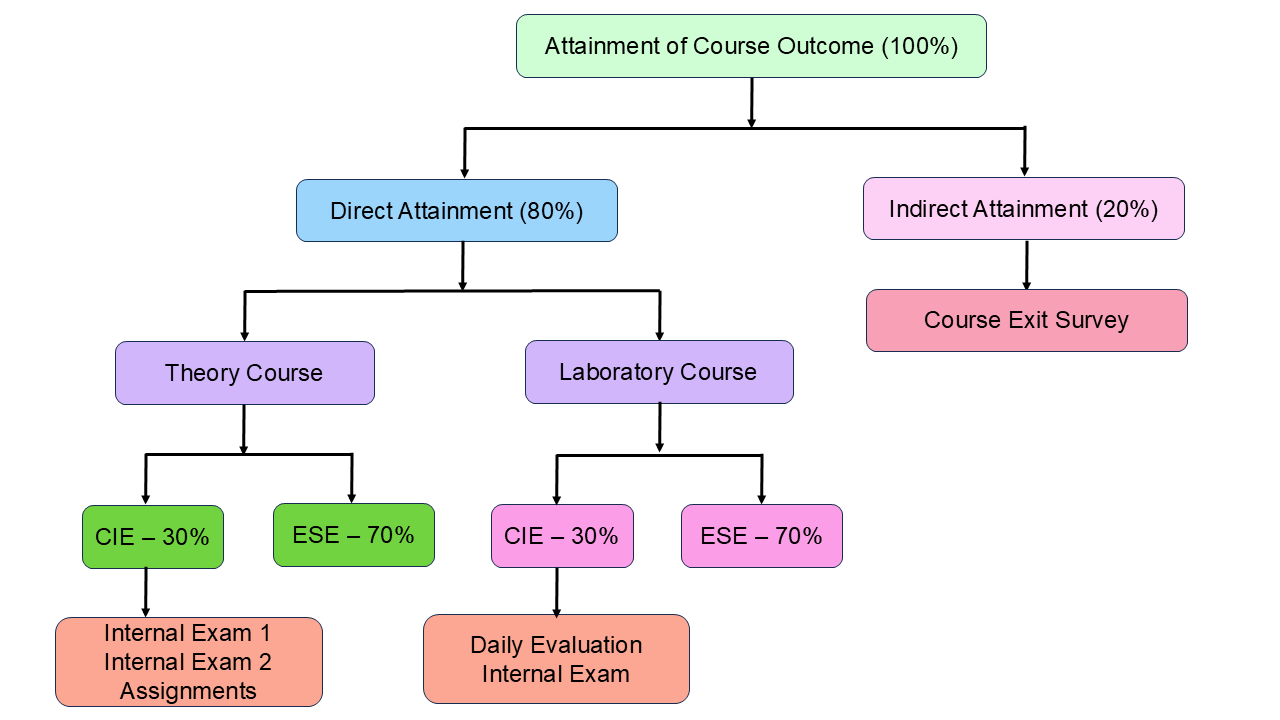 Attainment of Course Outcome (100%)
Direct Attainment (80%)
Indirect Attainment (20%)
Course Exit Survey
Theory Course
Laboratory Course
CIE – 30%
ESE – 70%
CIE – 30%
ESE – 70%
Internal Exam 1
Internal Exam 2
Assignments
Daily Evaluation
Internal Exam